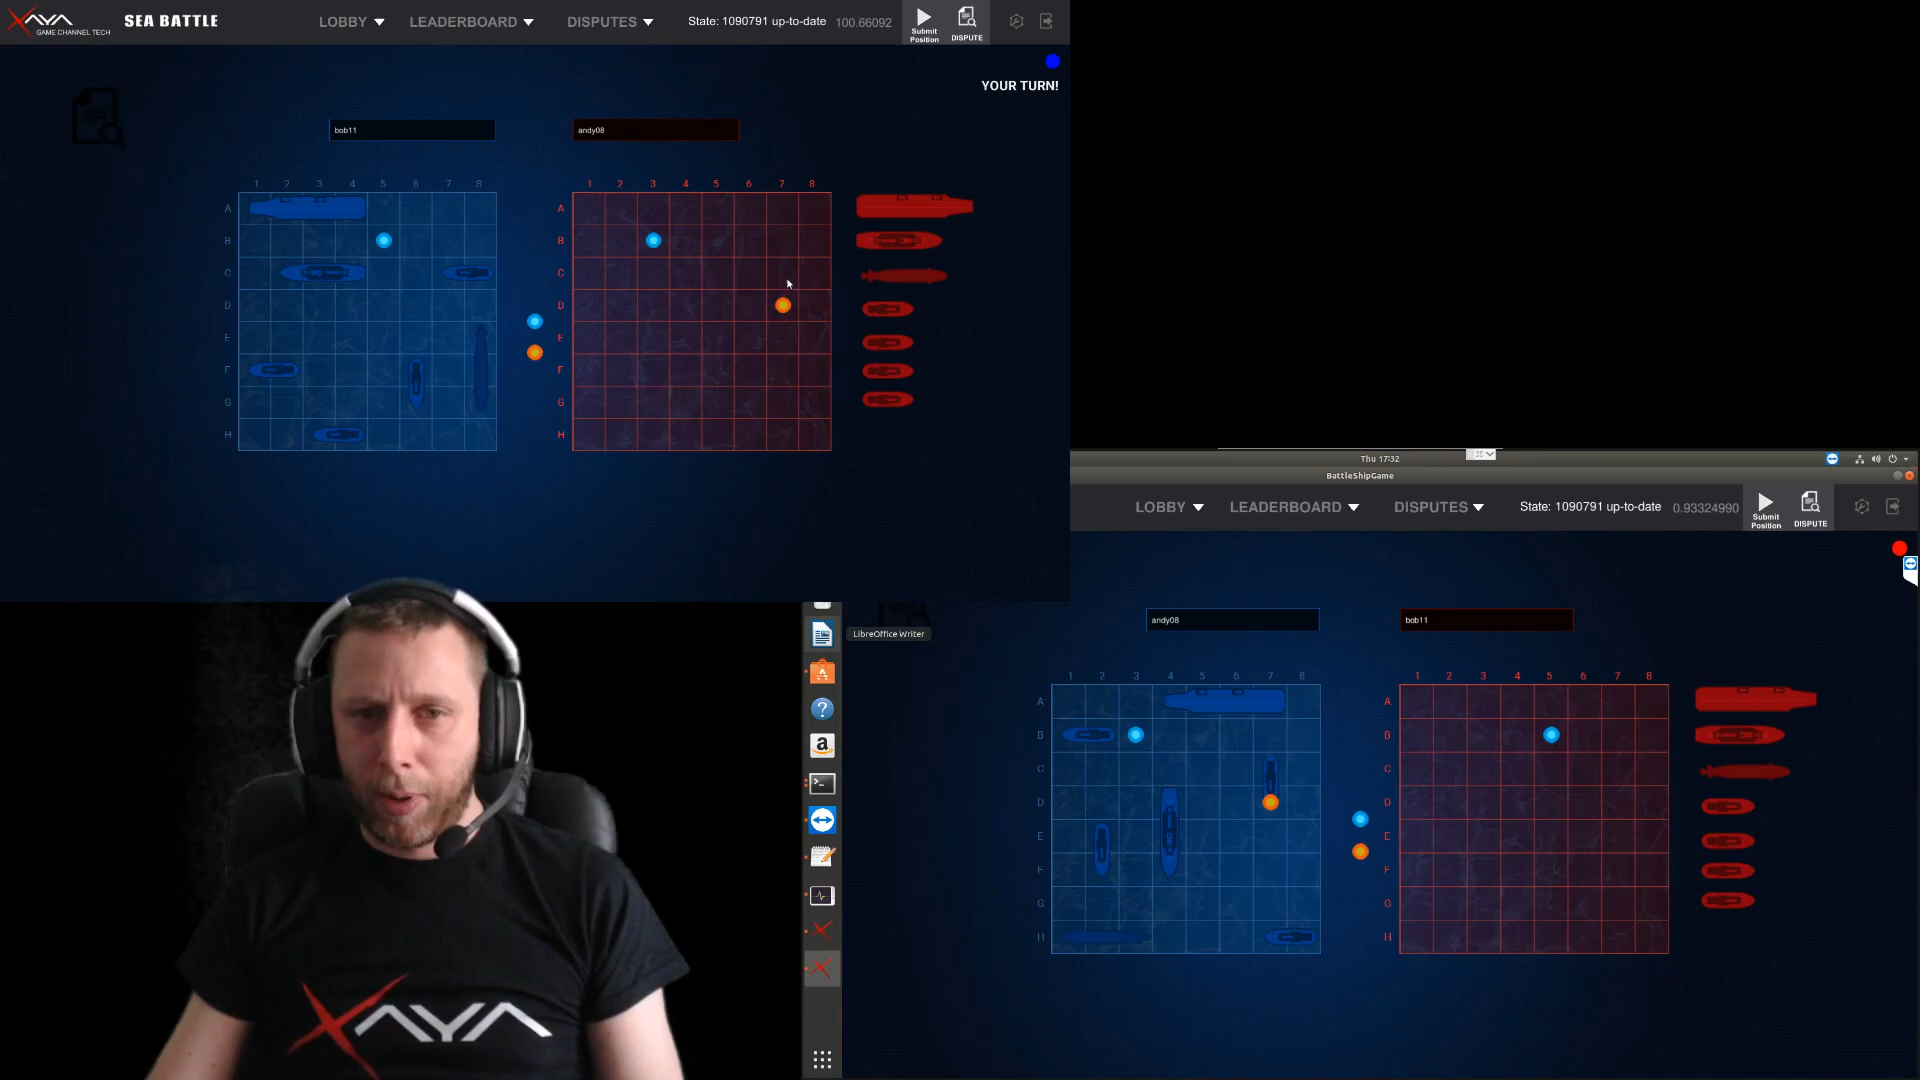 XAYA
GAME CHANNEL TECH
SEA BATTLE
LOBBY
LEADERBOARD
DISPUTES
State: 1090791 up-to-date
100.66092
Submit
Position
DISPUTE
YOUR TURN!
bob11
andy08
1 2 3 4 5 6 7 8
1 2 3 4 5 6 7 8
A
A
B
B
C
C
D
D
E
E
F
F
G
G
H
H
Thu 17:32
BattleShipGame
LOBBY
LEADERBOARD
DISPUTES
State: 1090791 up-to-date
0.93324990
Submit
Position
DISPUTE
LibreOffice Writer
andy08
bob11
1 2 3 4 5 6 7 8
1 2 3 4 5 6 7 8
A
A
B
B
C
C
D
D
E
E
F
F
G
G
H
H
XAYA